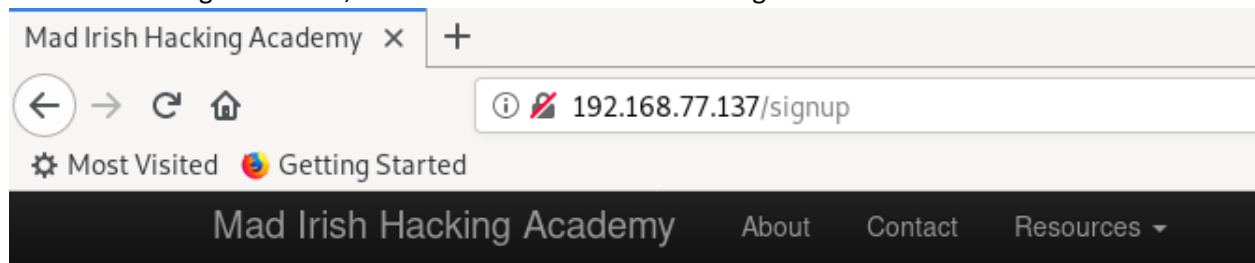 Mad Irish Hacking Academy
192.168.77.137/signup
Most Visited Getting Started
Mad Irish Hacking Academy About Contact Resources